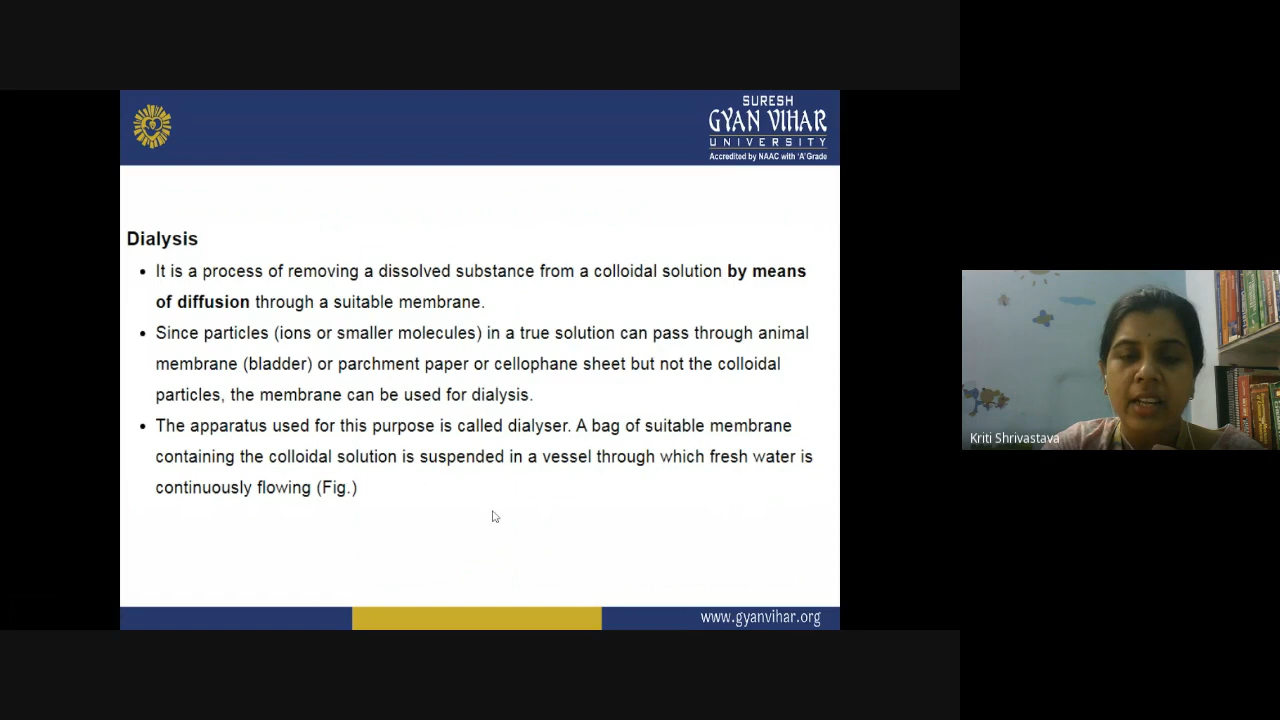 SURESH
GYAN VIHAR
UNIVERSITY
Accredited by NAAC with 'A' Grade
Dialysis
• It is a process of removing a dissolved substance from a colloidal solution by means
of diffusion through a suitable membrane.
• Since particles (ions or smaller molecules) in a true solution can pass through animal
membrane (bladder) or parchment paper or cellophane sheet but not the colloidal
particles, the membrane can be used for dialysis.
• The apparatus used for this purpose is called dialyser. A bag of suitable membrane
containing the colloidal solution is suspended in a vessel through which fresh water is
continuously flowing (Fig.)
Kriti Shrivastava
www.gyanvihar.org